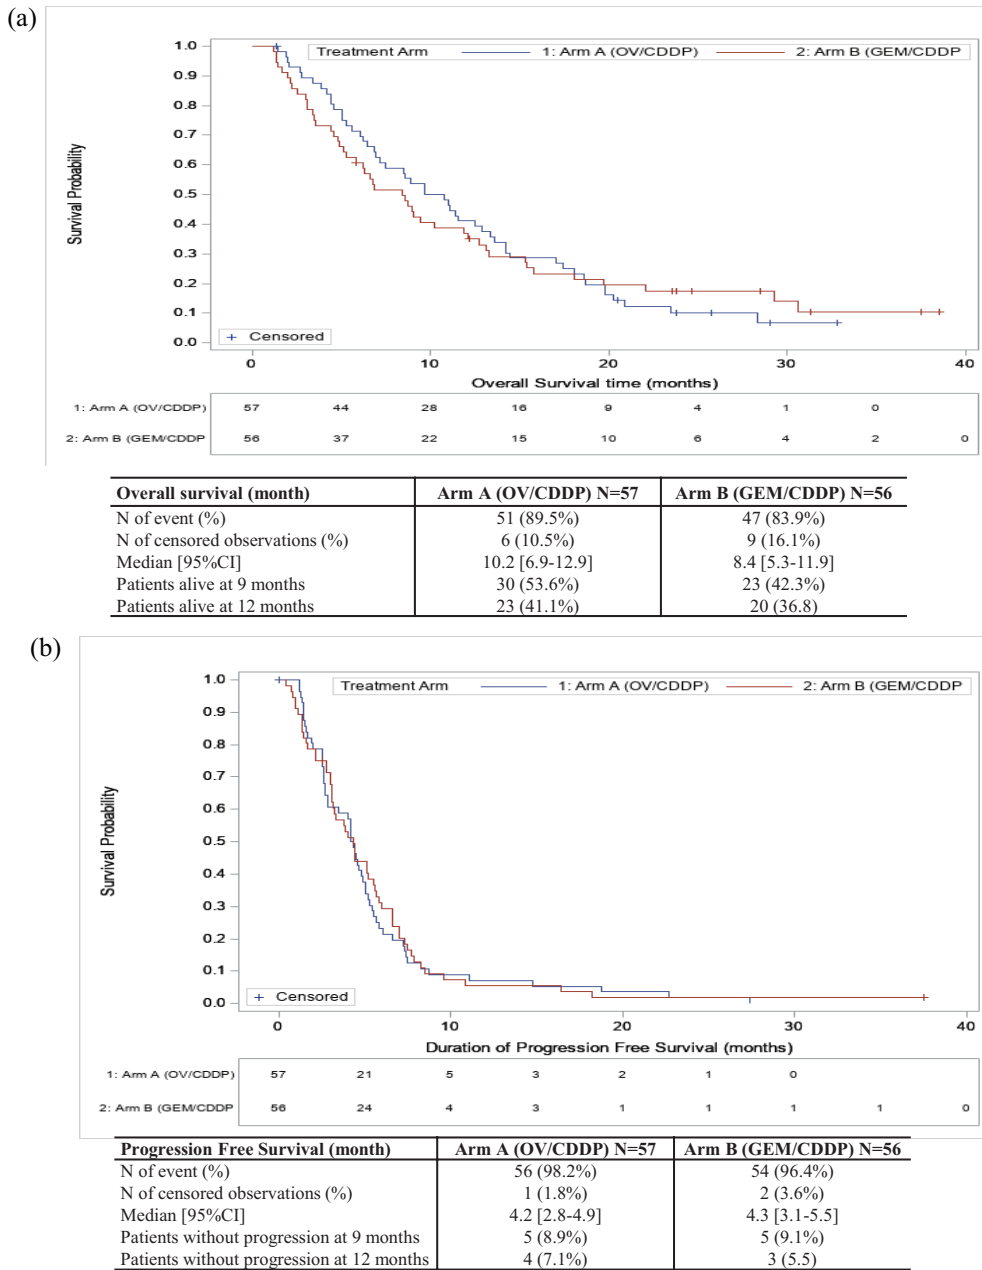 (a)
Treatment Arm 1: Arm A (OV/CDDP) 2: Arm B (GEM/CDDP
1.0
0.9
0.8
0.7
0.6
0.5
0.4
0.3
0.2
0.1
0.0
Survival Probability
+ Censored
0 10 20 30 40
Overall Survival time (months)
1: Arm A (OV/CDDP) 57 44 28 16 9 4 1 0
2: Arm B (GEM/CDDP 56 37 22 15 10 6 4 2 0
Overall survival (month) Arm A (OV/CDDP) N=57 Arm B (GEM/CDDP) N=56
N of event (%) 51 (89.5%) 47 (83.9%)
N of censored observations (%) 6 (10.5%) 9 (16.1%)
Median [95%CI] 10.2 [6.9-12.9] 8.4 [5.3-11.9]
Patients alive at 9 months 30 (53.6%) 23 (42.3%)
Patients alive at 12 months 23 (41.1%) 20 (36.8)
(b)
Treatment Arm 1: Arm A (OV/CDDP) 2: Arm B (GEM/CDDP
1.0
0.9
0.8
0.7
0.6
0.5
0.4
0.3
0.2
0.1
0.0
Survival Probability
+ Censored
0 10 20 30 40
Duration of Progression Free Survival (months)
1: Arm A (OV/CDDP) 57 21 5 3 2 1 0
2: Arm B (GEM/CDDP 56 24 4 3 1 1 1 1 0
Progression Free Survival (month) Arm A (OV/CDDP) N=57 Arm B (GEM/CDDP) N=56
N of event (%) 56 (98.2%) 54 (96.4%)
N of censored observations (%) 1 (1.8%) 2 (3.6%)
Median [95%CI] 4.2 [2.8-4.9] 4.3 [3.1-5.5]
Patients without progression at 9 months 5 (8.9%) 5 (9.1%)
Patients without progression at 12 months 4 (7.1%) 3 (5.5)